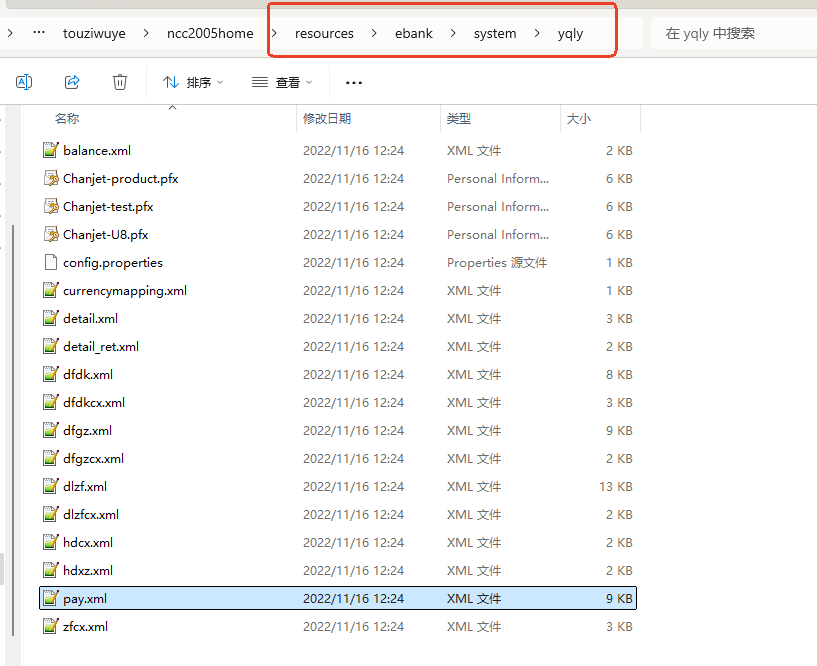 touziwuye ncc2005home resources ebank system yqly 在 yqly 中搜索
排序 查看
名称 修改日期 类型 大小
balance.xml 2022/11/16 12:24 XML 文件 2 KB
Chanjet-product.pfx 2022/11/16 12:24 Personal Inform... 6 KB
Chanjet-test.pfx 2022/11/16 12:24 Personal Inform... 6 KB
Chanjet-U8.pfx 2022/11/16 12:24 Personal Inform... 6 KB
config.properties 2022/11/16 12:24 Properties 源文件 1 KB
currencymapping.xml 2022/11/16 12:24 XML 文件 1 KB
detail.xml 2022/11/16 12:24 XML 文件 3 KB
detail_ret.xml 2022/11/16 12:24 XML 文件 2 KB
dfdk.xml 2022/11/16 12:24 XML 文件 8 KB
dfdkcx.xml 2022/11/16 12:24 XML 文件 3 KB
dfgz.xml 2022/11/16 12:24 XML 文件 9 KB
dfgzcx.xml 2022/11/16 12:24 XML 文件 2 KB
dlzf.xml 2022/11/16 12:24 XML 文件 13 KB
dlzfcx.xml 2022/11/16 12:24 XML 文件 2 KB
hdcx.xml 2022/11/16 12:24 XML 文件 2 KB
hdxz.xml 2022/11/16 12:24 XML 文件 2 KB
pay.xml 2022/11/16 12:24 XML 文件 9 KB
zfcx.xml 2022/11/16 12:24 XML 文件 3 KB